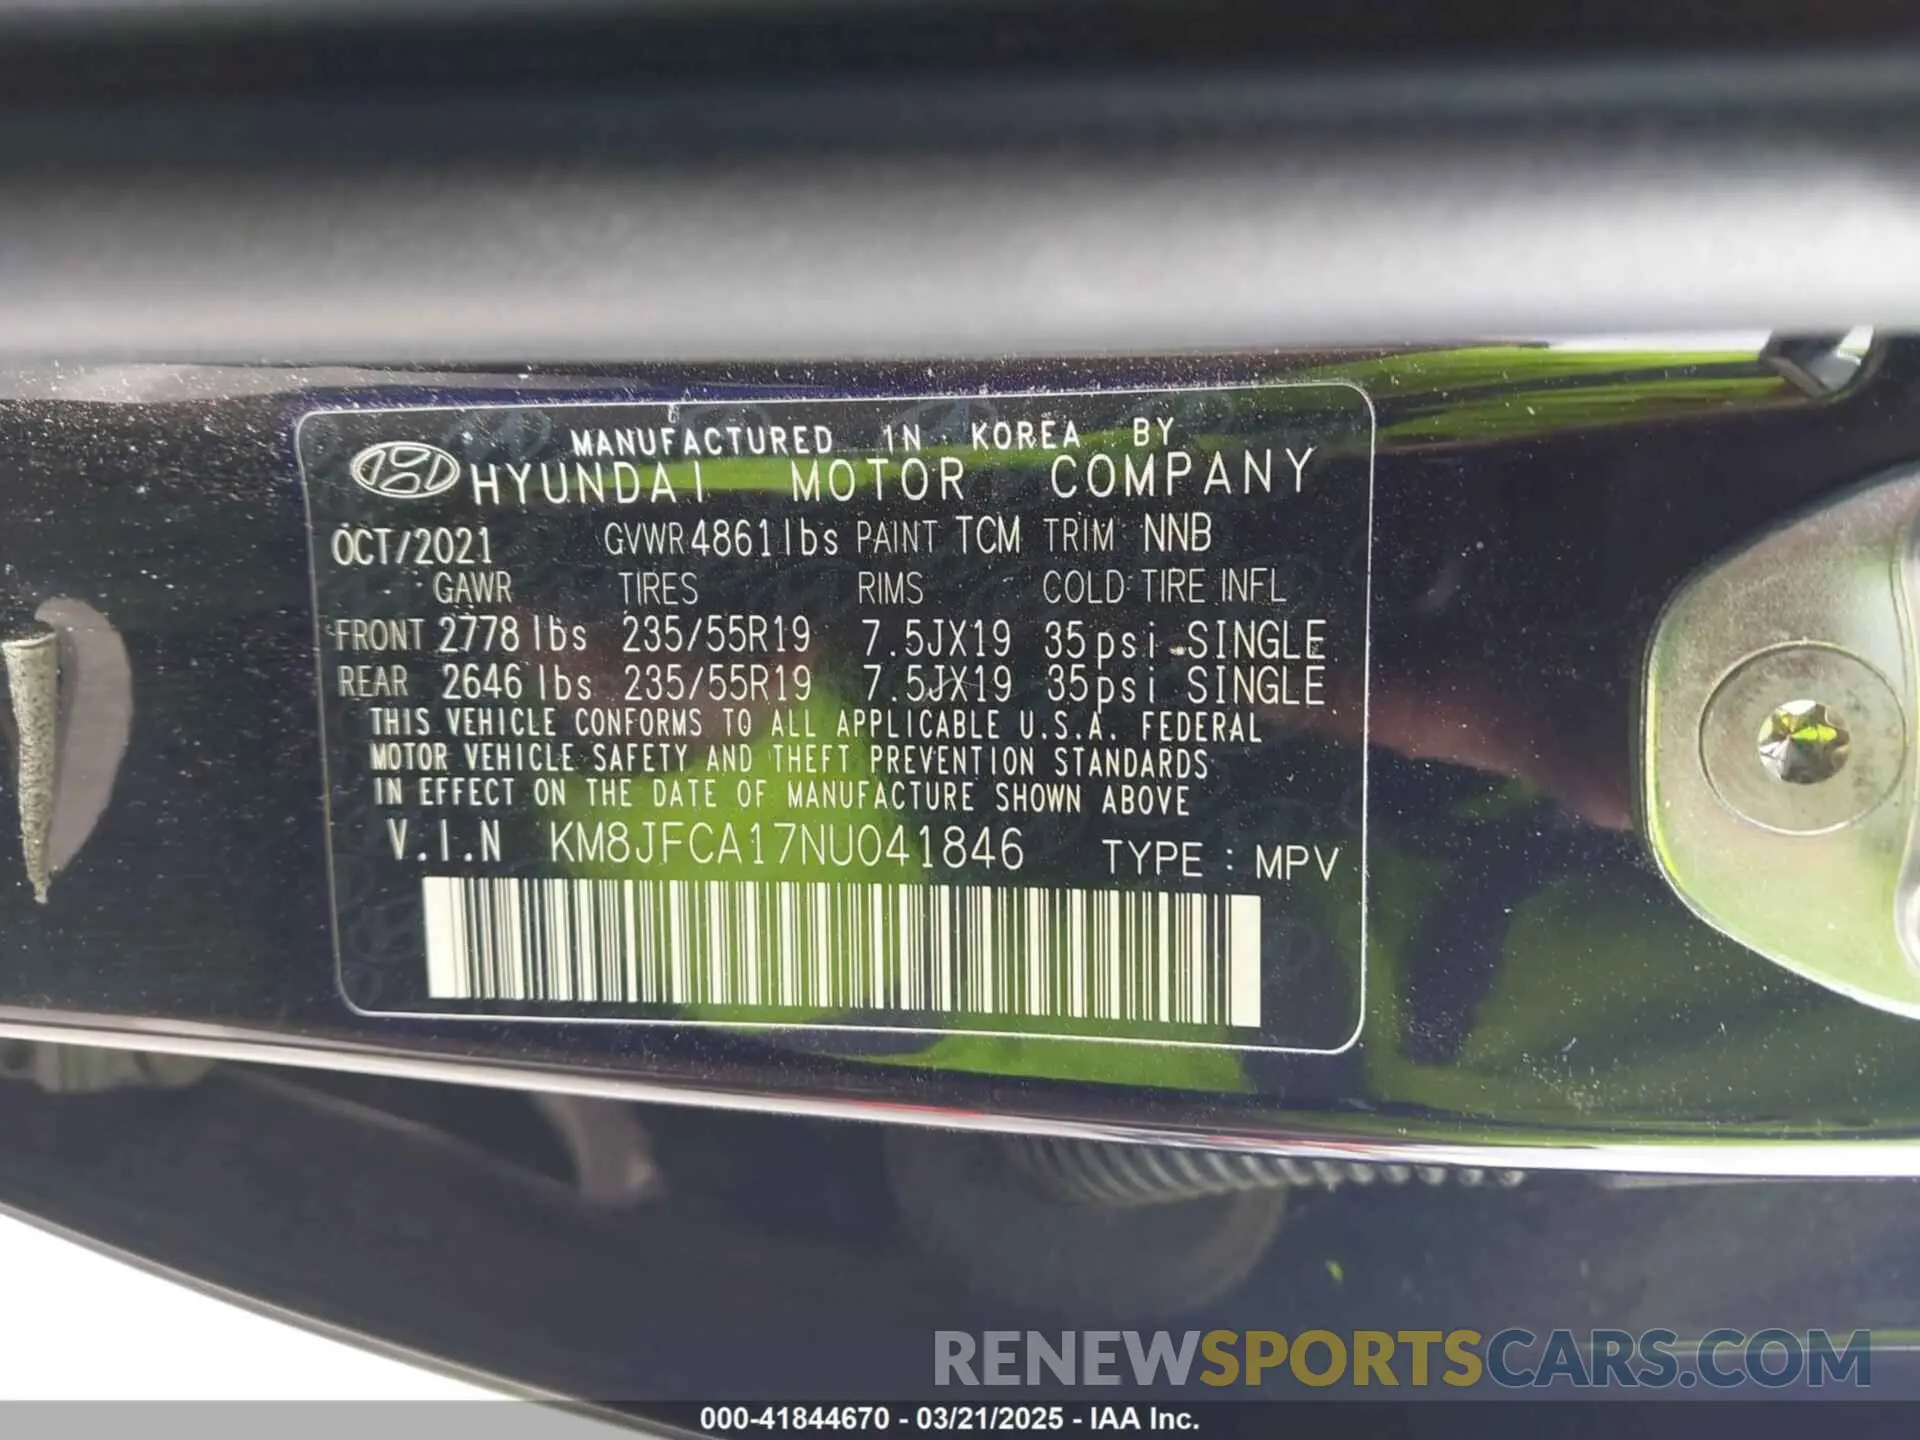 MANUFACTURED IN KOREA BY
HYUNDAI MOTOR COMPANY
OCT/2021 GVWR 4861 lbs PAINT TCM TRIM NNB
GAWR TIRES RIMS COLD TIRE INFL
FRONT 2778 lbs 235/55R19 7.5JX19 35psi SINGLE
REAR 2646 lbs 235/55R19 7.5JX19 35psi SINGLE
THIS VEHICLE CONFORMS TO ALL APPLICABLE U.S.A. FEDERAL
MOTOR VEHICLE SAFETY AND THEFT PREVENTION STANDARDS
IN EFFECT ON THE DATE OF MANUFACTURE SHOWN ABOVE
V.I.N KM8JFCA17NU041846 TYPE : MPV
RENEWSPORTSCARS.COM
000-41844670 - 03/21/2025 - IAA Inc.